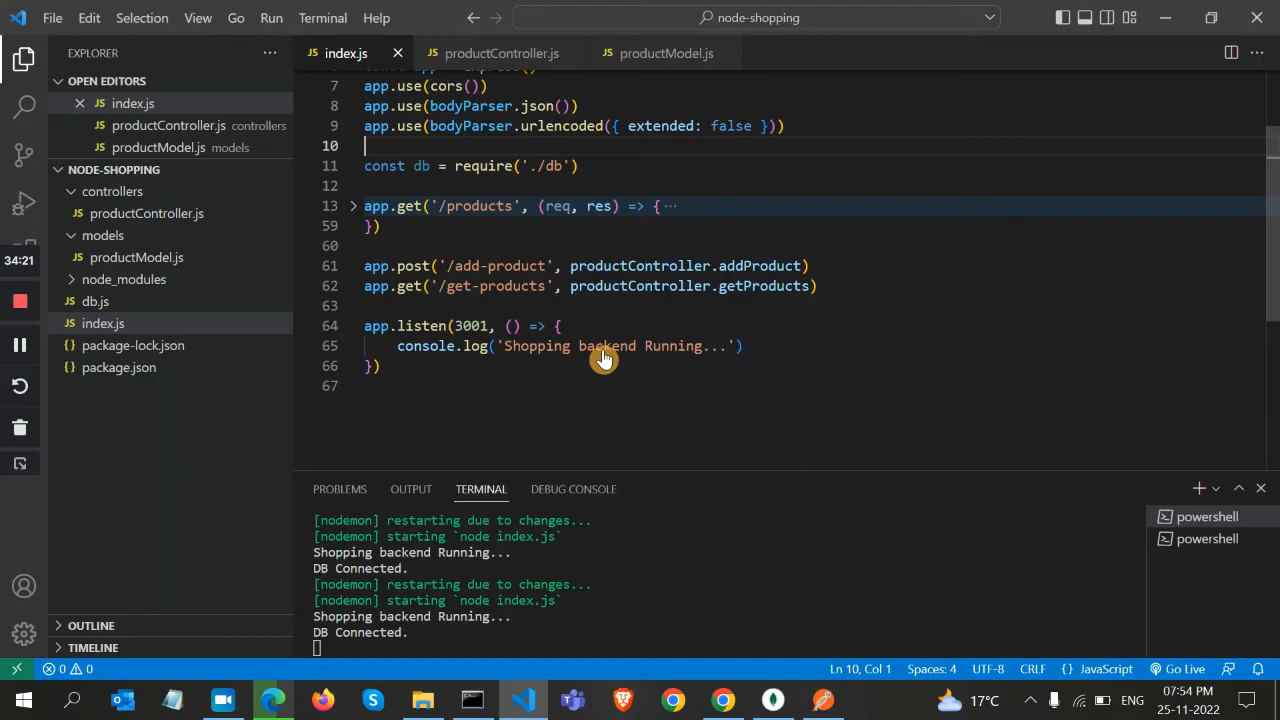 File Edit Selection View Go Run Terminal Help
node-shopping
EXPLORER
index.js
productController.js
productModel.js
OPEN EDITORS
index.js
productController.js controllers
productModel.js models
NODE-SHOPPING
controllers
productController.js
models
productModel.js
node_modules
db.js
index.js
package-lock.json
package.json
OUTLINE
TIMELINE
34:21
7 app.use(cors())
8 app.use(bodyParser.json())
9 app.use(bodyParser.urlencoded({ extended: false }))
10
11 const db = require('./db')
12
13 app.get('/products', (req, res) => { ...
59 })
60
61 app.post('/add-product', productController.addProduct)
62 app.get('/get-products', productController.getProducts)
63
64 app.listen(3001, () => {
65 console.log('Shopping backend Running...')
66 })
67
PROBLEMS OUTPUT TERMINAL DEBUG CONSOLE
[nodemon] restarting due to changes...
[nodemon] starting `node index.js`
Shopping backend Running...
DB Connected.
[nodemon] restarting due to changes...
[nodemon] starting `node index.js`
Shopping backend Running...
DB Connected.
powershell
powershell
0 0
Ln 10, Col 1 Spaces: 4 UTF-8 CRLF {} JavaScript Go Live
17°C
ENG
7:54 PM
25-11-2022